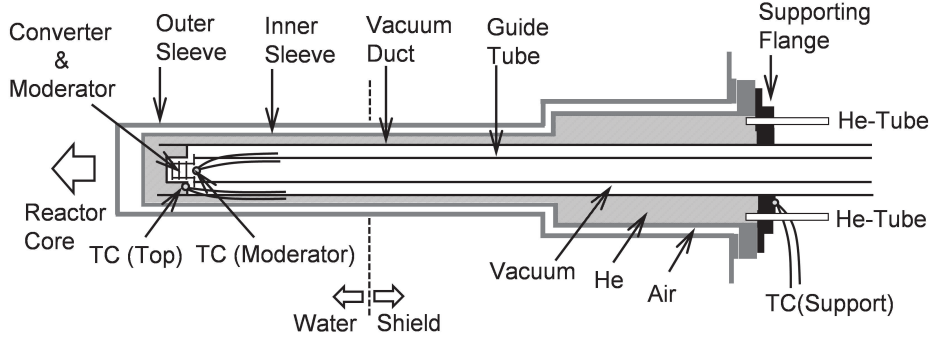 Converter
&
Moderator
Outer
Sleeve
Inner
Sleeve
Vacuum
Duct
Guide
Tube
Supporting
Flange
He-Tube
Reactor
Core
TC (Top)
TC (Moderator)
He-Tube
Vacuum
He
Air
TC(Support)
Water
Shield